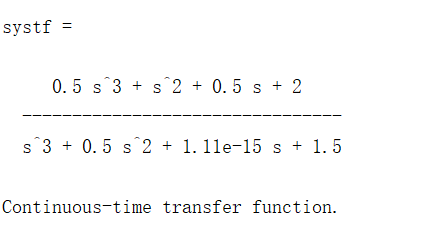 systf =
0.5 s^3 + s^2 + 0.5 s + 2
---------------------------------
s^3 + 0.5 s^2 + 1.11e-15 s + 1.5
Continuous-time transfer function.